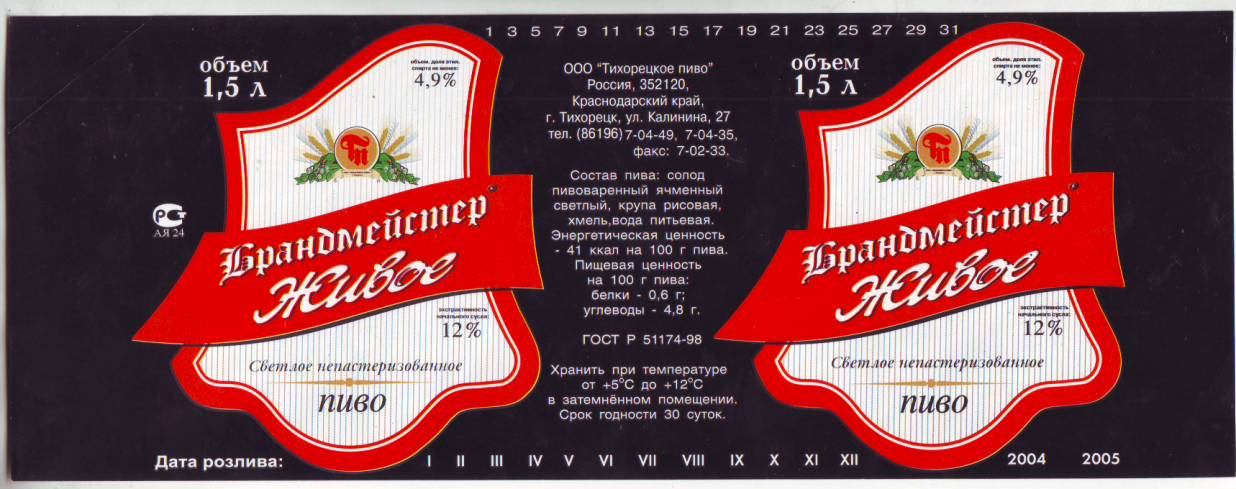 1 3 5 7 9 11 13 15 17 19 21 23 25 27 29 31
объем
1,5 л
объем. доля этил.
спирта не менее:
4,9%
Брандмейстер
Живое
экстрактивность
начального сусла:
12%
Светлое непастеризованное
пиво
РСТ
АЯ 24
ООО "Тихорецкое пиво"
Россия, 352120,
Краснодарский край,
г. Тихорецк, ул. Калинина, 27
тел. (86196) 7-04-49, 7-04-35,
факс: 7-02-33.
Состав пива: солод
пивоваренный ячменный
светлый, крупа рисовая,
хмель,вода питьевая.
Энергетическая ценность
- 41 ккал на 100 г пива.
Пищевая ценность
на 100 г пива:
белки - 0,6 г;
углеводы - 4,8 г.
ГОСТ Р 51174-98
Хранить при температуре
от +5°С до +12°С
в затемнённом помещении.
Срок годности 30 суток.
объем
1,5 л
объем. доля этил.
спирта не менее:
4,9%
Брандмейстер
Живое
экстрактивность
начального сусла:
12%
Светлое непастеризованное
пиво
Дата розлива: I II III IV V VI VII VIII IX X XI XII 2004 2005